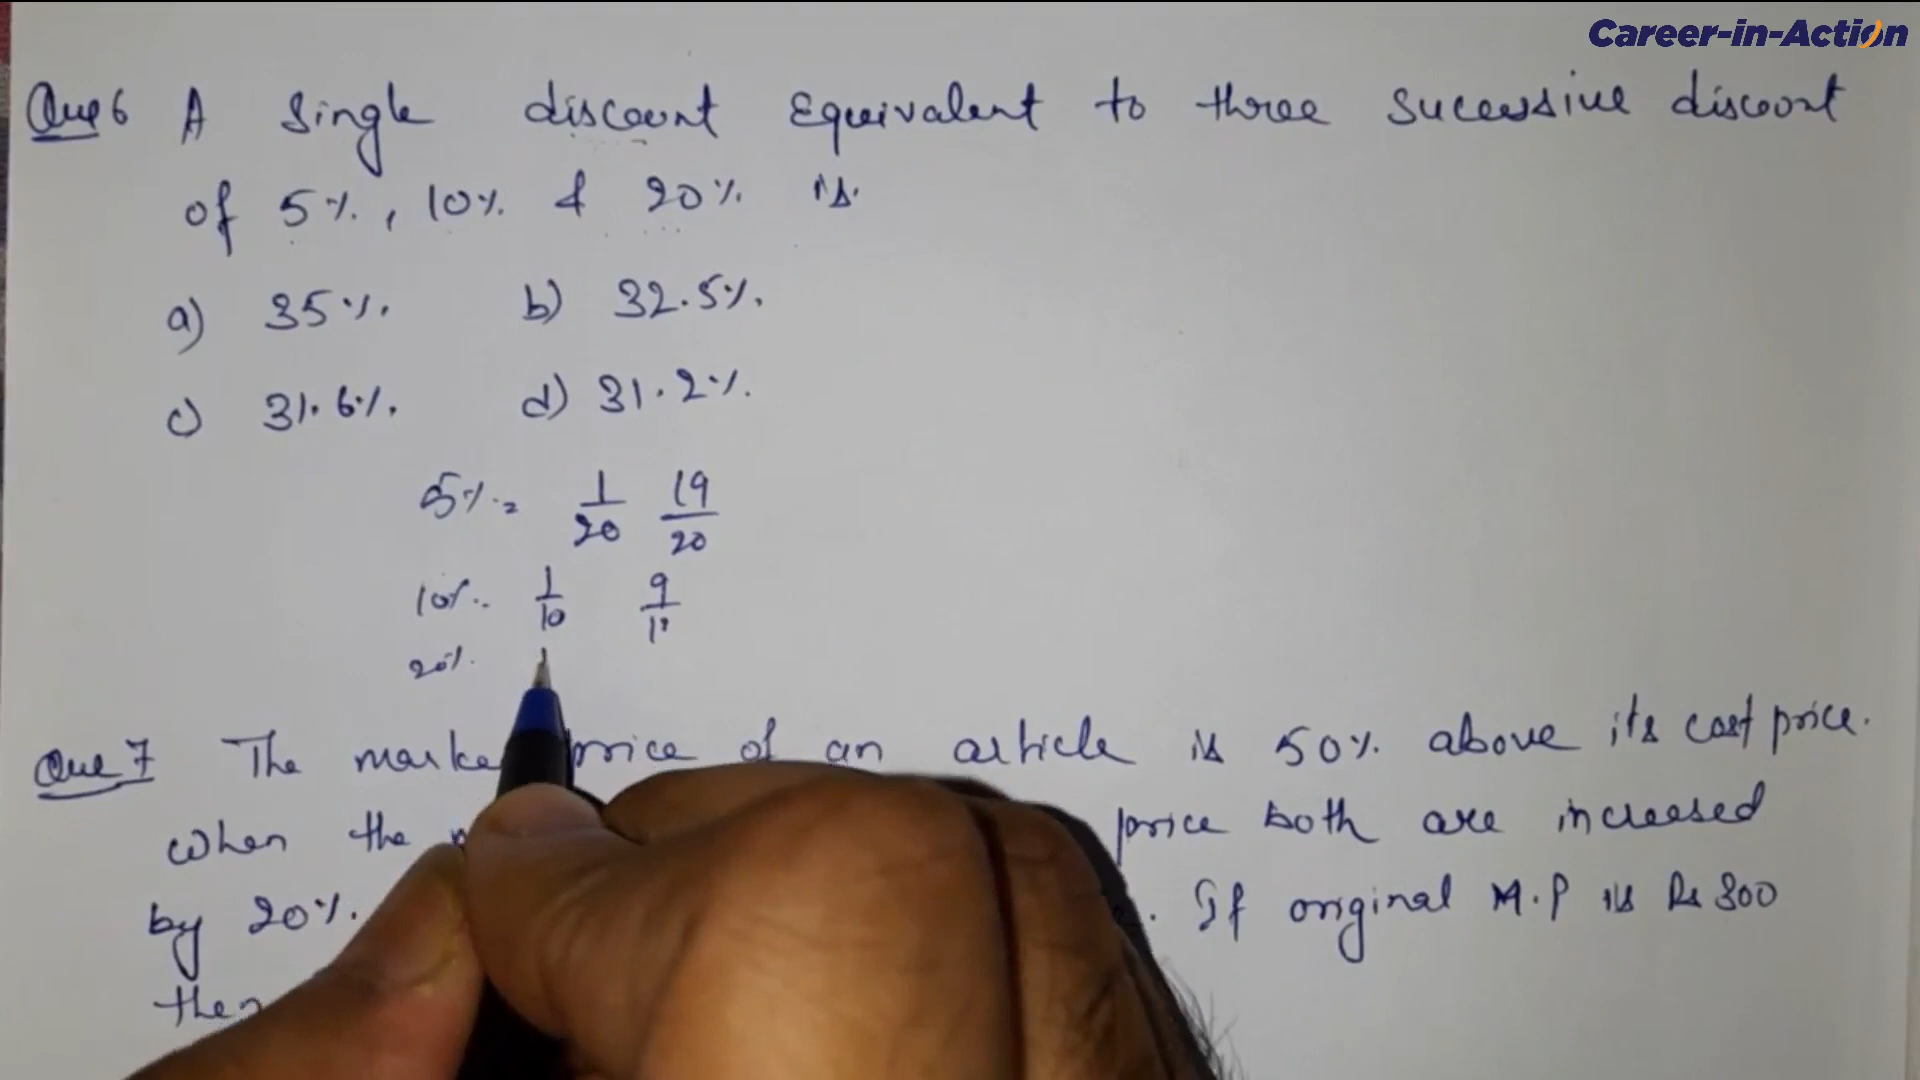 Career-in-Action
Que 6 A Single discount Equivalent to three Sucessive discount
of 5%, 10% & 20% is.
a) 35%. b) 32.5%.
c) 31.6%. d) 31.2%.
5% = 1/20 19/20
10%. 1/10 9/10
20%.
Que 7 The price of an article is 50% above its cost price.
When the price both are increased
by 20%. If original M.P is Rs 800